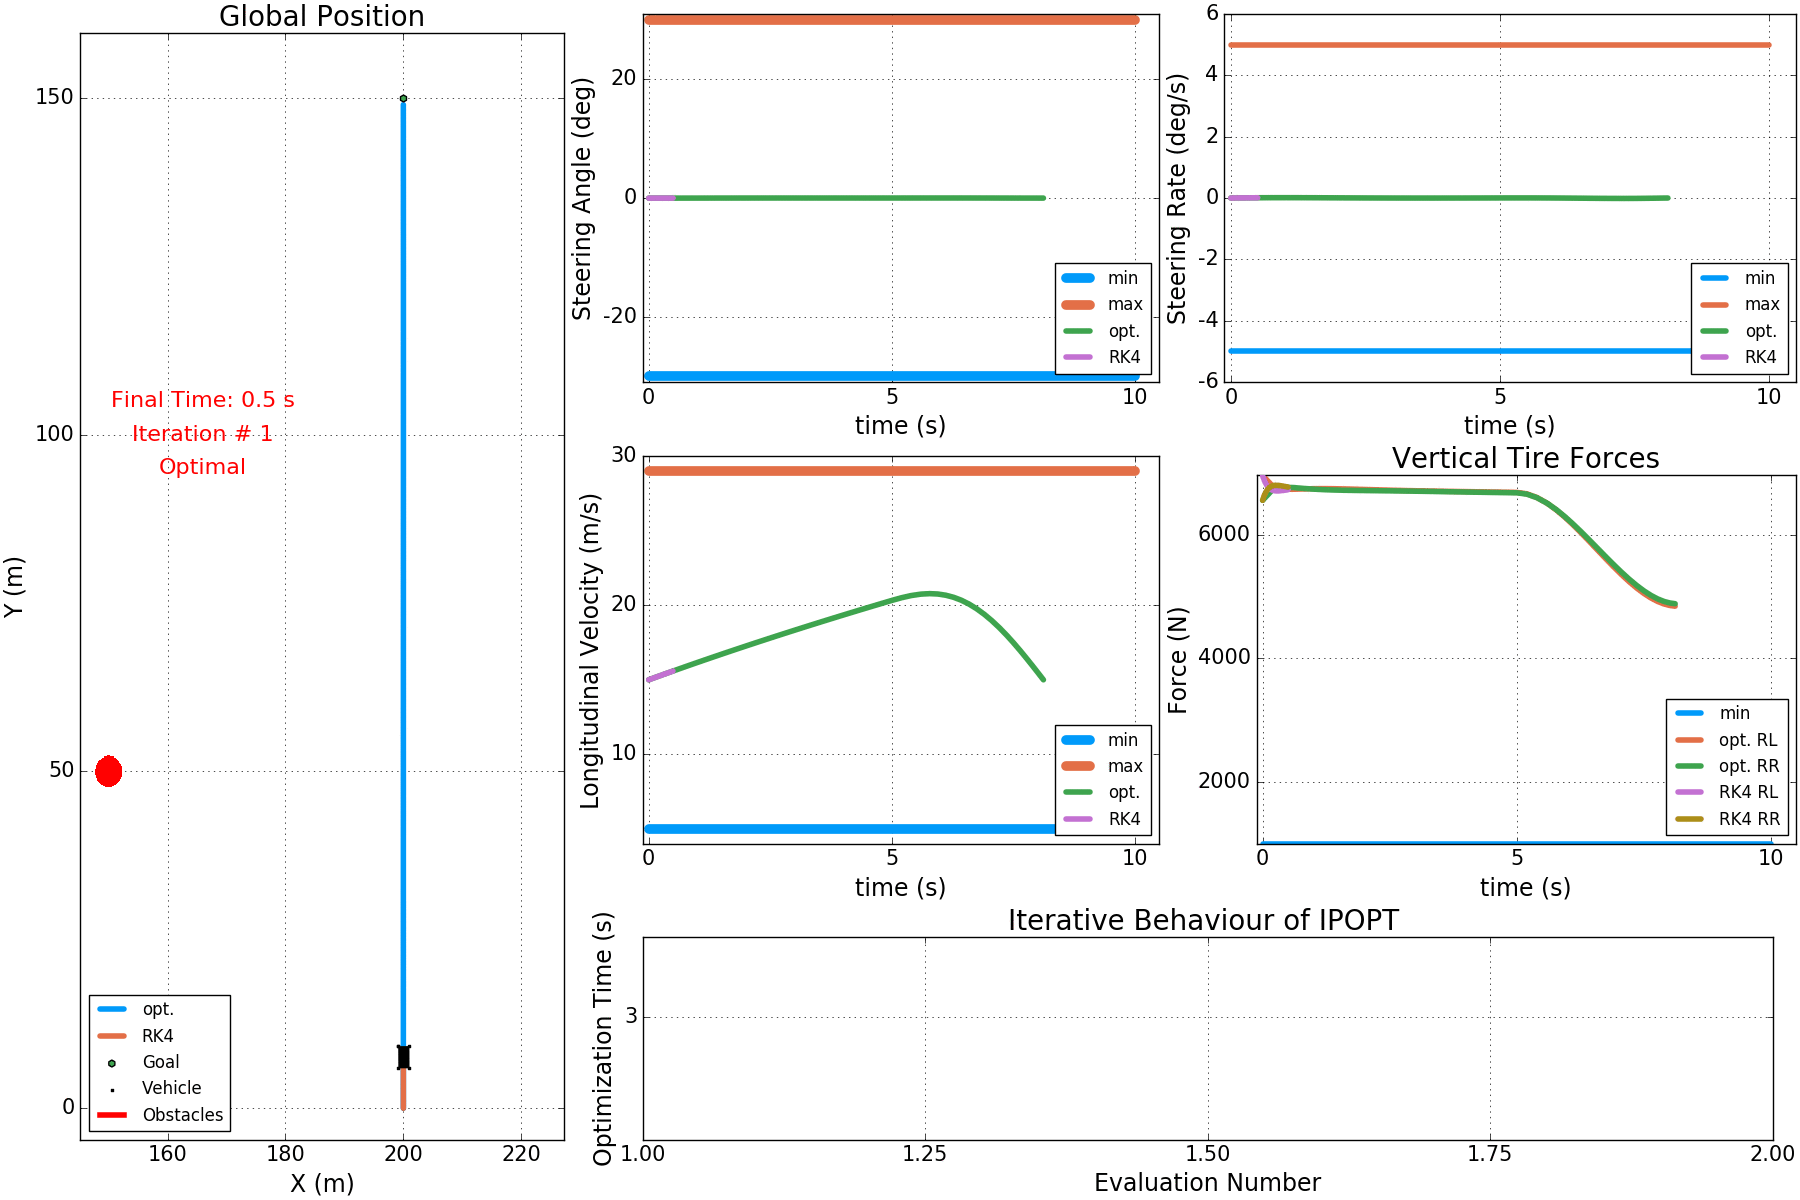 Global Position
150
100
50
0
Y (m)
Final Time: 0.5 s
Iteration # 1
Optimal
opt.
RK4
Goal
Vehicle
Obstacles
160
180
200
220
X (m)
20
0
-20
Steering Angle (deg)
min
max
opt.
RK4
0
5
10
time (s)
6
4
2
0
-2
-4
-6
Steering Rate (deg/s)
min
max
opt.
RK4
0
5
10
time (s)
30
20
10
Longitudinal Velocity (m/s)
min
max
opt.
RK4
0
5
10
time (s)
Vertical Tire Forces
6000
4000
2000
Force (N)
min
opt. RL
opt. RR
RK4 RL
RK4 RR
0
5
10
time (s)
Iterative Behaviour of IPOPT
3
Optimization Time (s)
1.00
1.25
1.50
1.75
2.00
Evaluation Number